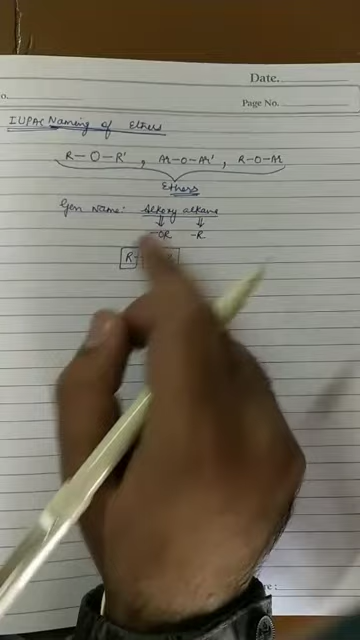 Date.
o.
Page No.
IUPAC Naming of Ethers
R-O-R', Ar-O-Ar', R-O-Ar
Ethers
Gen Name: Alkoxy alkane
-OR -R
R